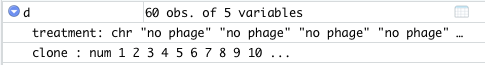 d 60 obs. of 5 variables
treatment: chr "no phage" "no phage" "no phage" "no phage" …
clone : num 1 2 3 4 5 6 7 8 9 10 ...